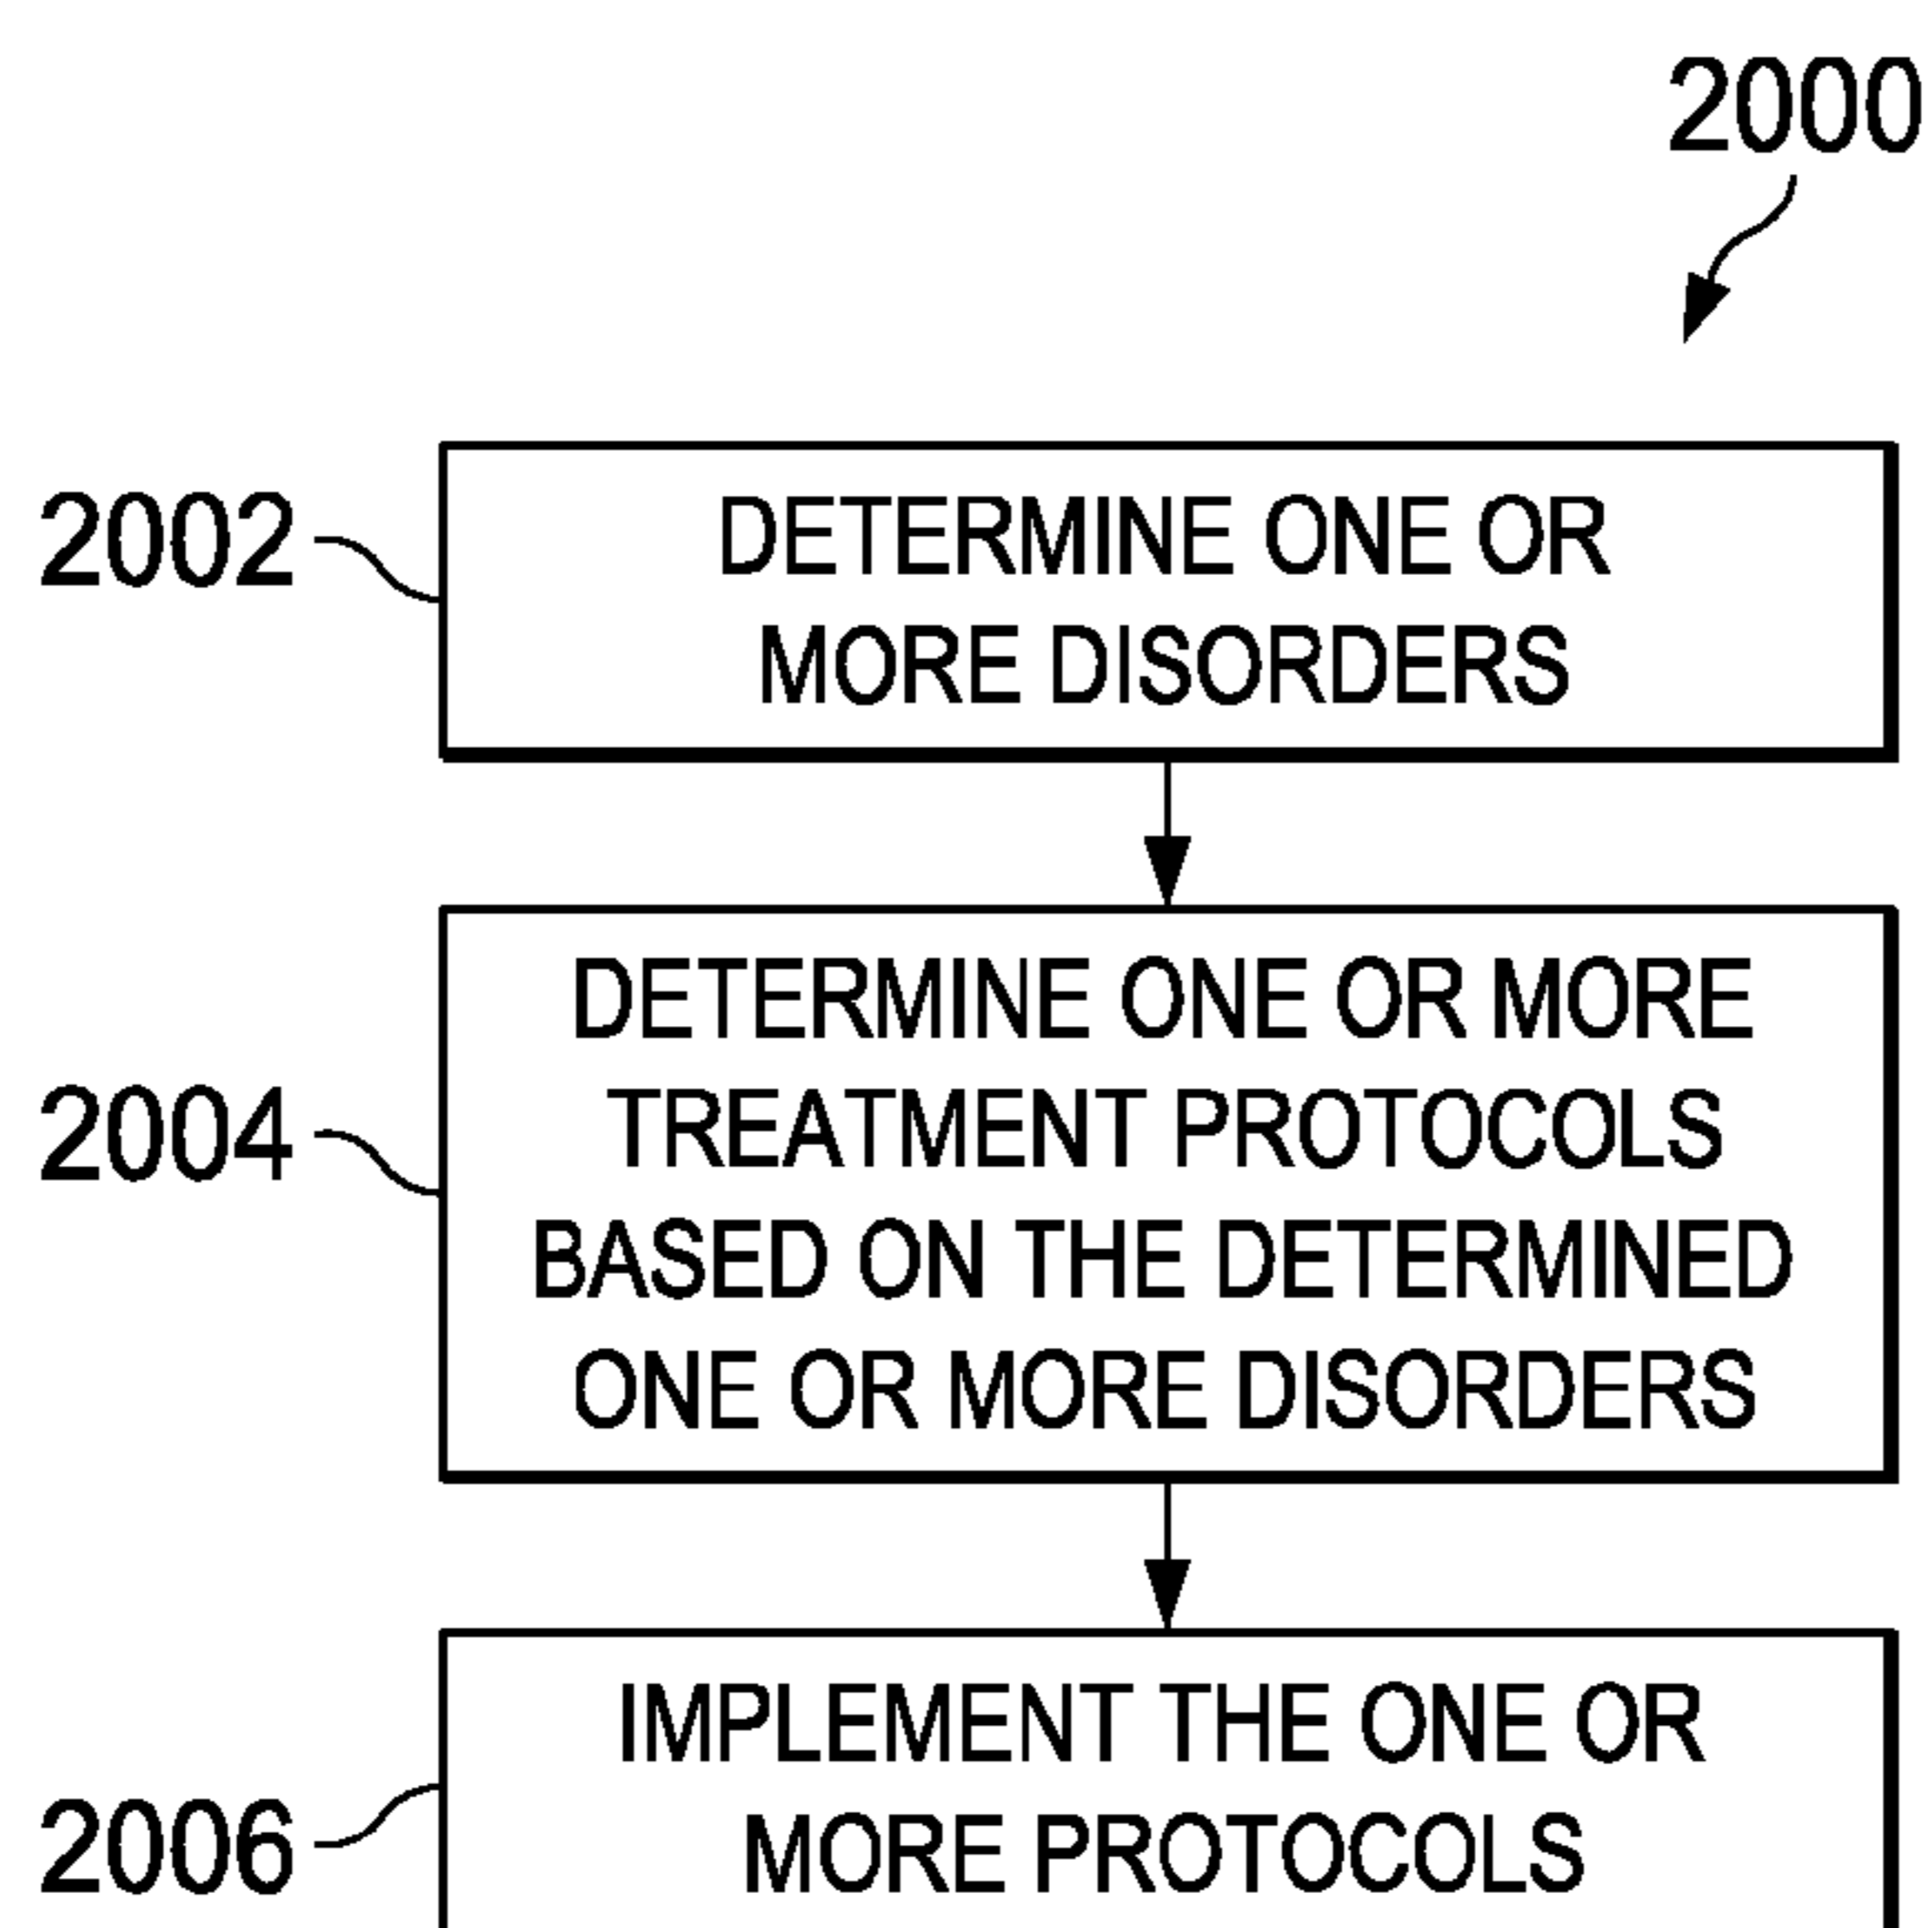 2000
2002
DETERMINE ONE OR
MORE DISORDERS
2004
DETERMINE ONE OR MORE
TREATMENT PROTOCOLS
BASED ON THE DETERMINED
ONE OR MORE DISORDERS
2006
IMPLEMENT THE ONE OR
MORE PROTOCOLS